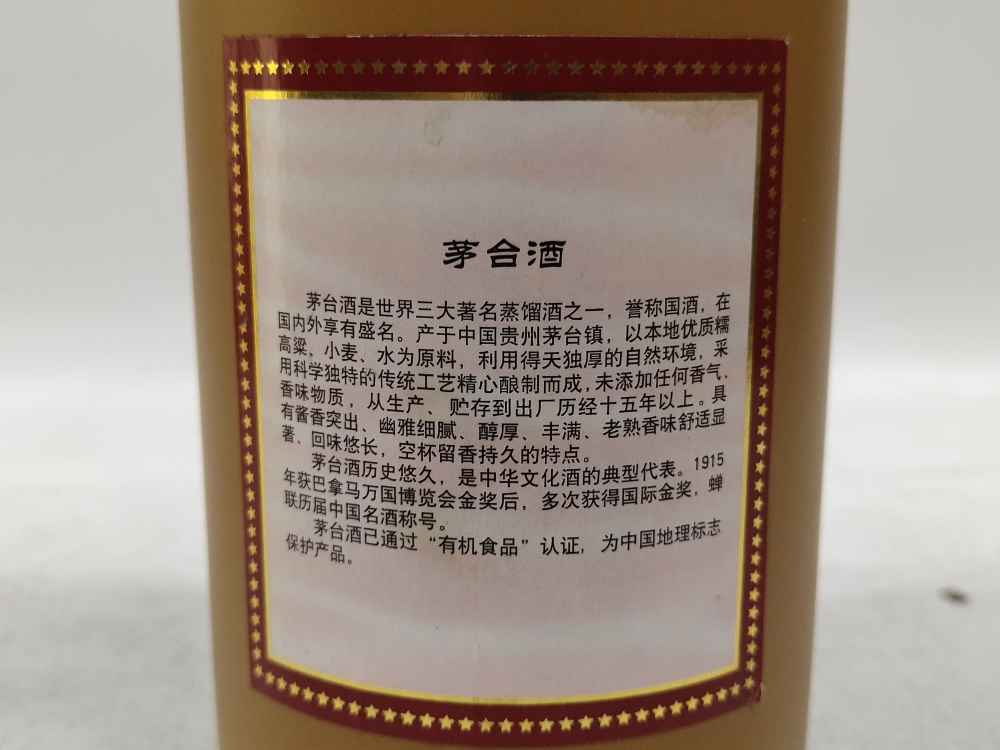 茅台酒
茅台酒是世界三大著名蒸馏酒之一，誉称国酒，在
国内外享有盛名。产于中国贵州茅台镇，以本地优质糯
高粱、小麦、水为原料，利用得天独厚的自然环境，采
用科学独特的传统工艺精心酿制而成，未添加任何香气、
香味物质，从生产、贮存到出厂历经十五年以上。具
有酱香突出、幽雅细腻、醇厚、丰满、老熟香味舒适显
著、回味悠长，空杯留香持久的特点。
茅台酒历史悠久，是中华文化酒的典型代表。1915
年获巴拿马万国博览会金奖后，多次获得国际金奖，蝉
联历届中国名酒称号。
茅台酒已通过“有机食品”认证，为中国地理标志
保护产品。